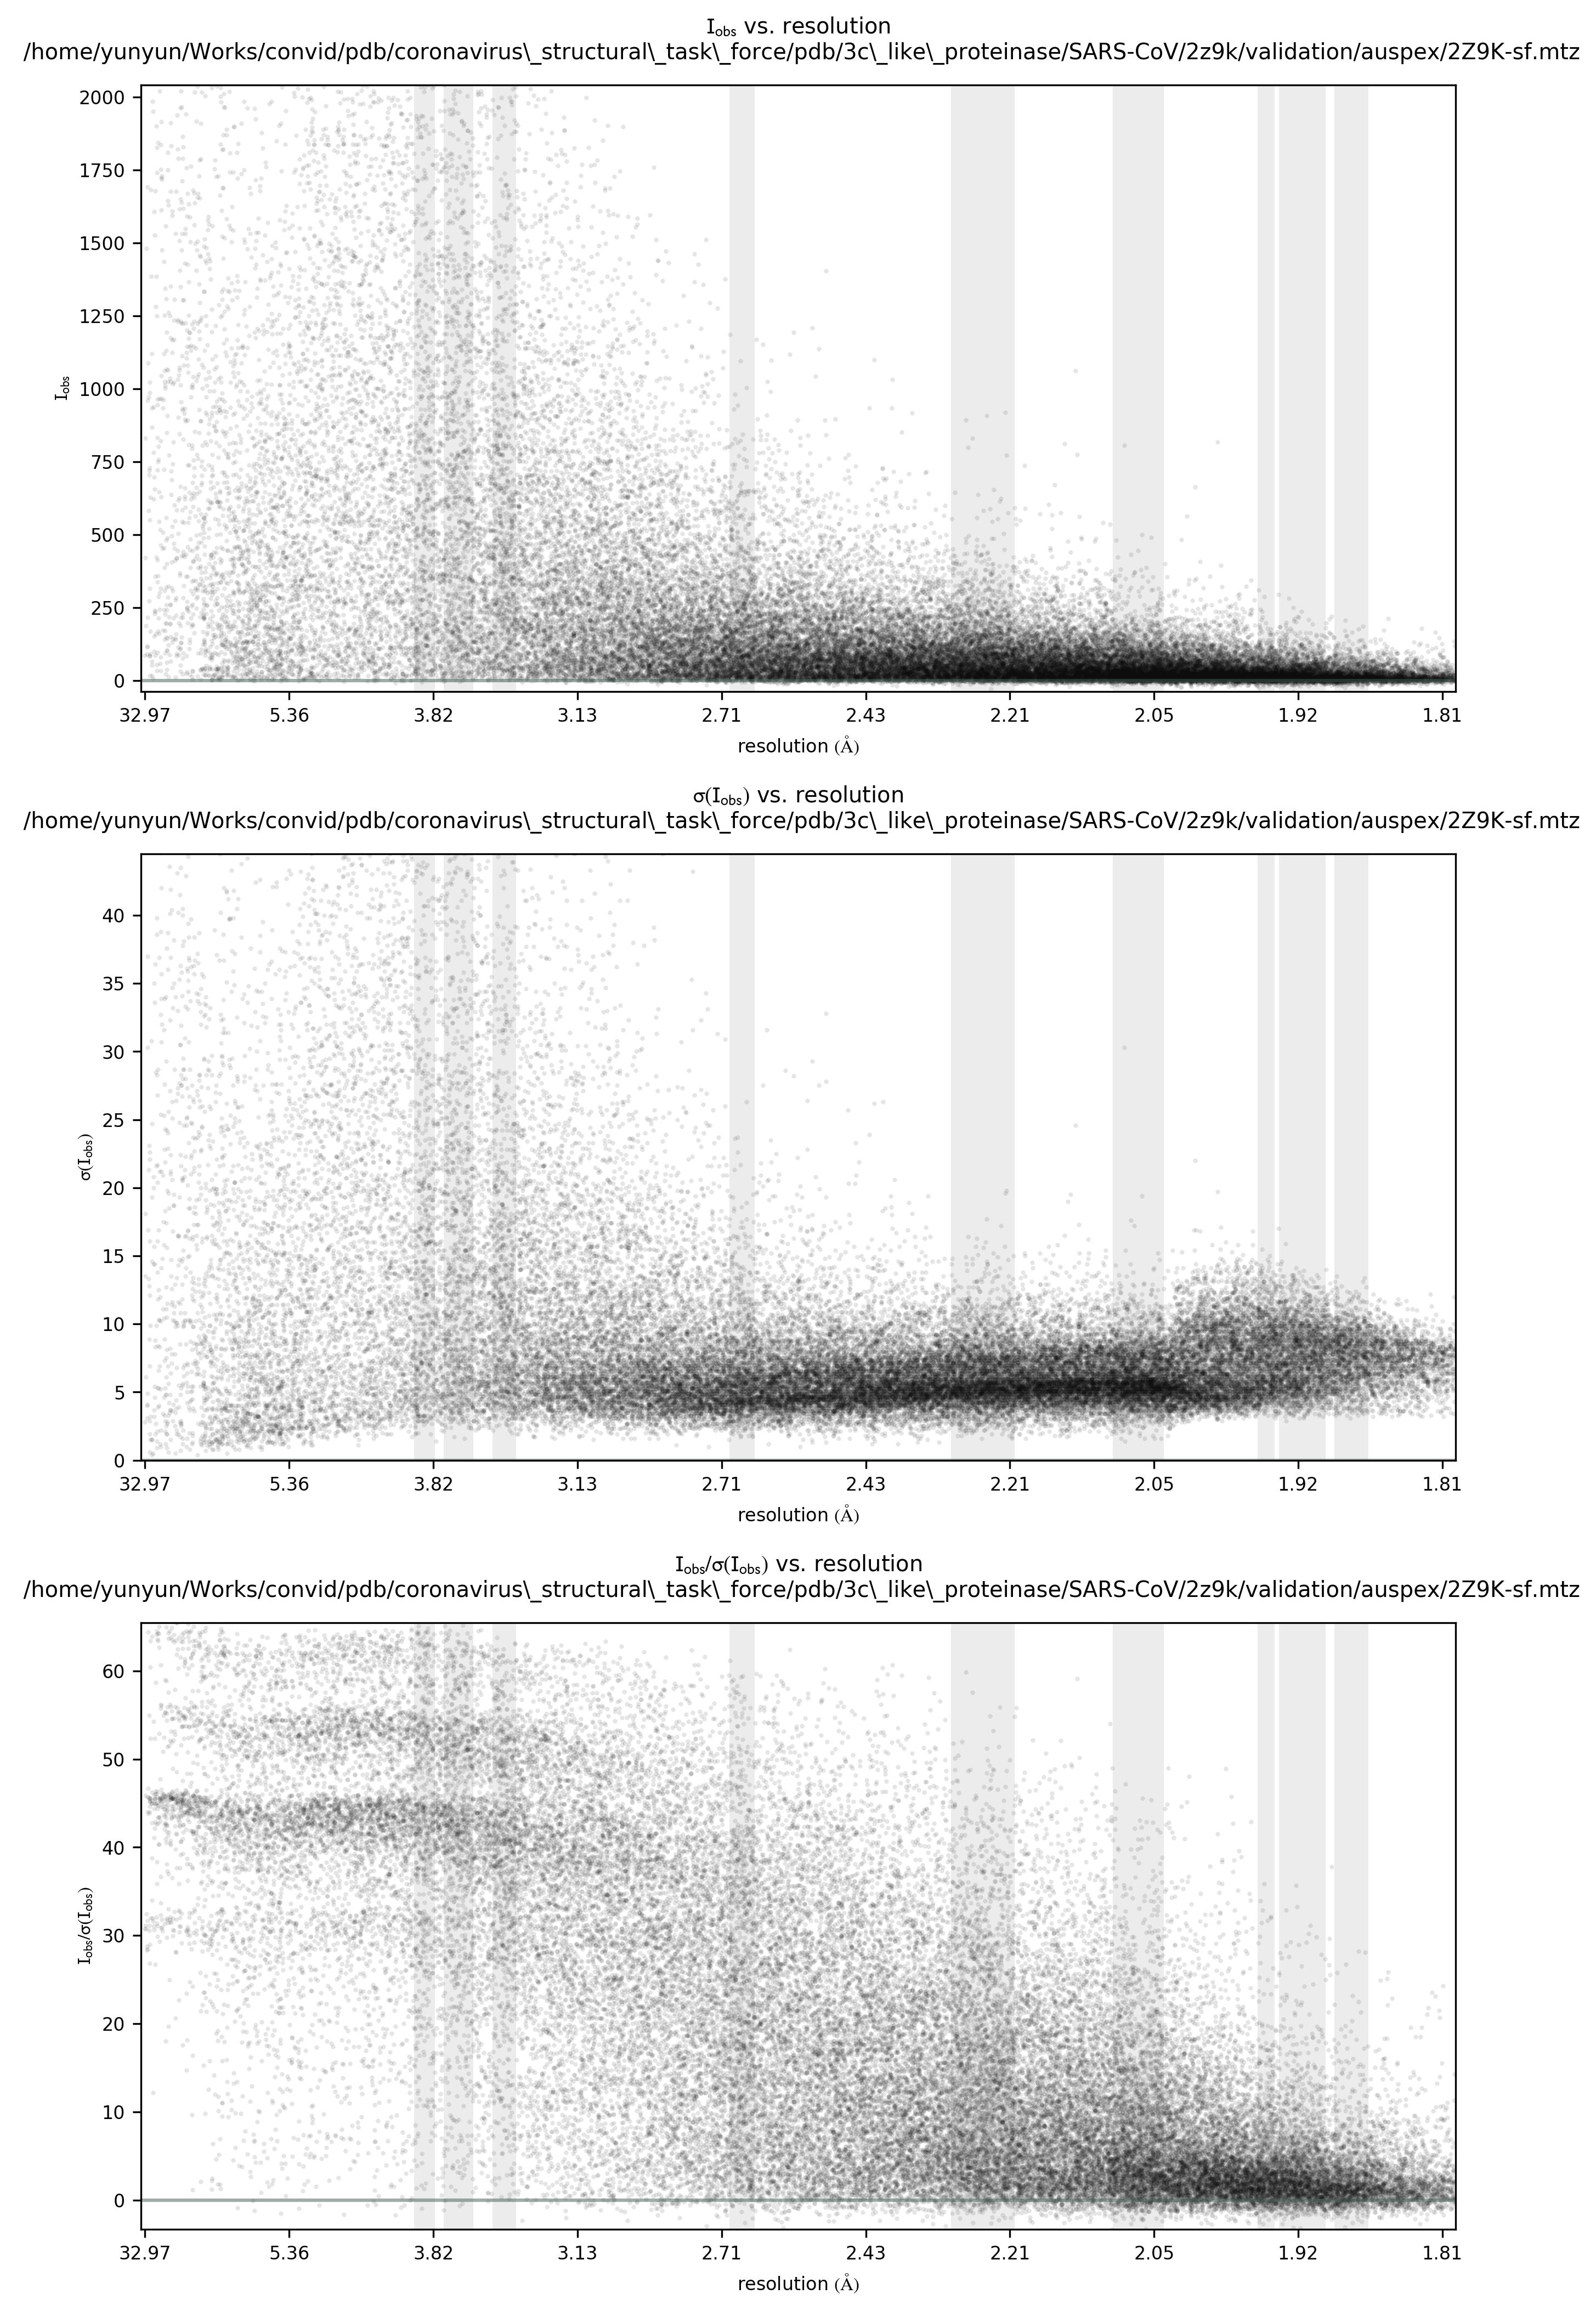 Iobs vs. resolution
/home/yunyun/Works/convid/pdb/coronavirus\_structural\_task\_force/pdb/3c\_like\_proteinase/SARS-CoV/2z9k/validation/auspex/2Z9K-sf.mtz
2000
1750
1500
1250
1000
750
500
250
0
Iobs
32.97 5.36 3.82 3.13 2.71 2.43 2.21 2.05 1.92 1.81
resolution (Å)
σ(Iobs) vs. resolution
/home/yunyun/Works/convid/pdb/coronavirus\_structural\_task\_force/pdb/3c\_like\_proteinase/SARS-CoV/2z9k/validation/auspex/2Z9K-sf.mtz
40
35
30
25
20
15
10
5
0
σ(Iobs)
32.97 5.36 3.82 3.13 2.71 2.43 2.21 2.05 1.92 1.81
resolution (Å)
Iobs/σ(Iobs) vs. resolution
/home/yunyun/Works/convid/pdb/coronavirus\_structural\_task\_force/pdb/3c\_like\_proteinase/SARS-CoV/2z9k/validation/auspex/2Z9K-sf.mtz
60
50
40
30
20
10
0
Iobs/σ(Iobs)
32.97 5.36 3.82 3.13 2.71 2.43 2.21 2.05 1.92 1.81
resolution (Å)